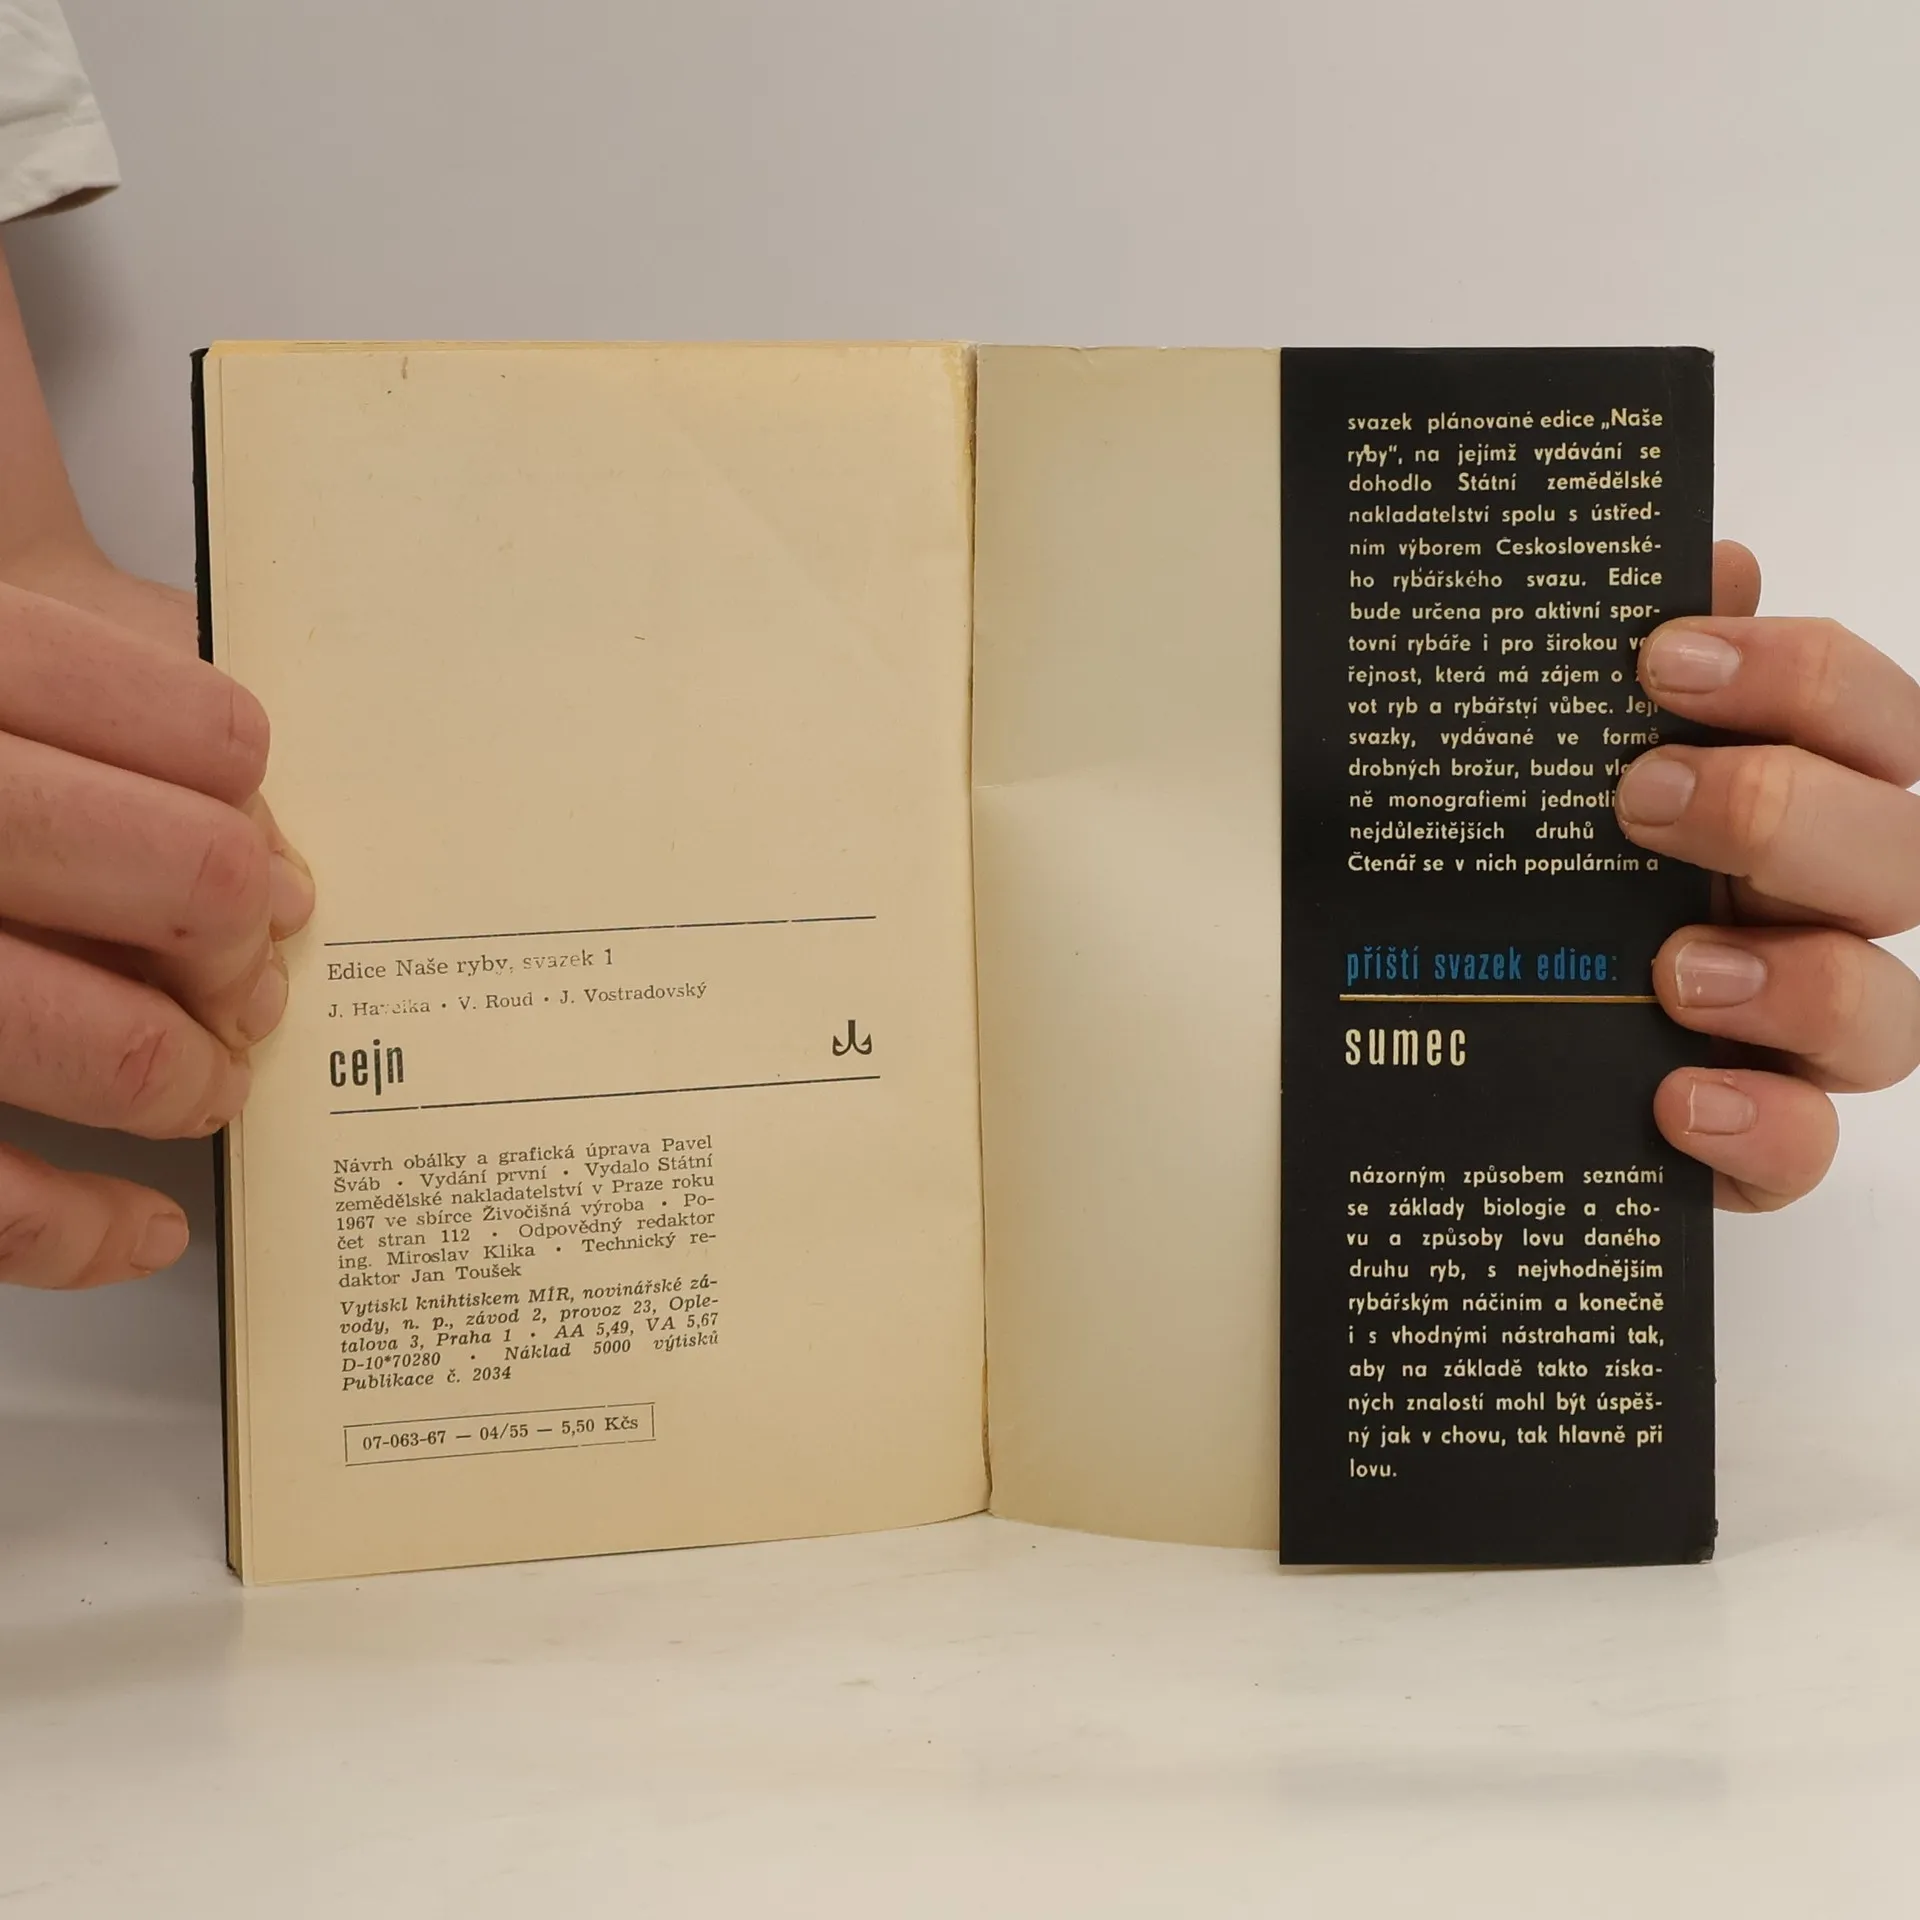 Edice Naše ryby, svazek 1
J. Havelka • V. Roud • J. Vostradovský
cejn
Návrh obálky a grafická úprava Pavel
Šváb • Vydání první • Vydalo Státní
zemědělské nakladatelství v Praze roku
1967 ve sbírce Živočišná výroba • Po-
čet stran 112 • Odpovědný redaktor
ing. Miroslav Klika • Technický re-
daktor Jan Toušek
Vytiskl knihtiskem MÍR, novinářské zá-
vody, n. p., závod 2, provoz 23, Ople-
talova 3, Praha 1 • AA 5,49, VA 5,67
D-10*70280 • Náklad 5000 výtisků
Publikace č. 2034
07-063-67 — 04/55 — 5,50 Kčs
svazek plánované edice „Naše
ryby“, na jejímž vydávání se
dohodlo Státní zemědělské
nakladatelství spolu s ústřed-
ním výborem Československé-
ho rybářského svazu. Edice
bude určena pro aktivní spor-
tovní rybáře i pro širokou
řejnost, která má zájem o
vot ryb a rybářství vůbec. Její
svazky, vydávané ve formě
drobných brožur, budou
ně monografiemi
nejdůležitějších druhů
Čtenář se v nich populárním a
příští svazek edice:
sumec
názorným způsobem seznámí
se základy biologie a cho-
vu a způsoby lovu daného
druhu ryb, s nejvhodnějším
rybářským náčiním a konečně
i s vhodnými nástrahami tak,
aby na základě takto získa-
ných znalostí mohl být úspěš-
ný jak v chovu, tak hlavně při
lovu.